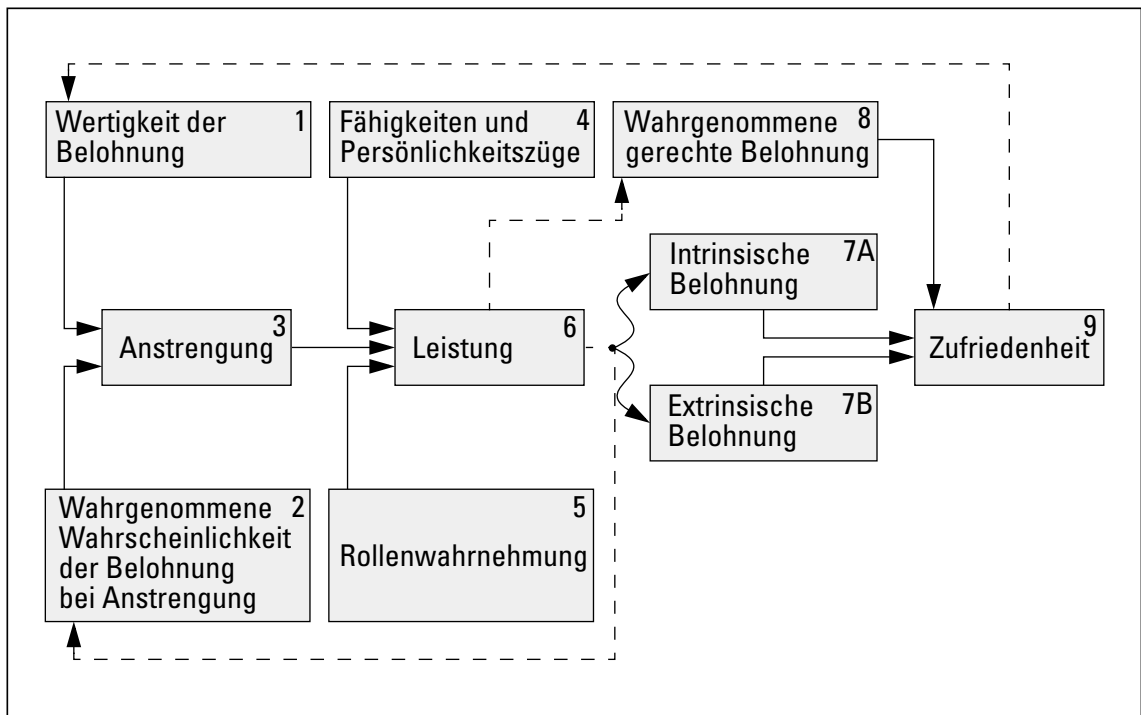 Wertigkeit der 1
Belohnung
Fähigkeiten und 4
Persönlichkeitszüge
Wahrgenommene 8
gerechte Belohnung
Intrinsische 7A
Belohnung
Anstrengung 3
Leistung 6
Zufriedenheit 9
Extrinsische 7B
Belohnung
Wahrgenommene 2
Wahrscheinlichkeit
der Belohnung
bei Anstrengung
5
Rollenwahrnehmung